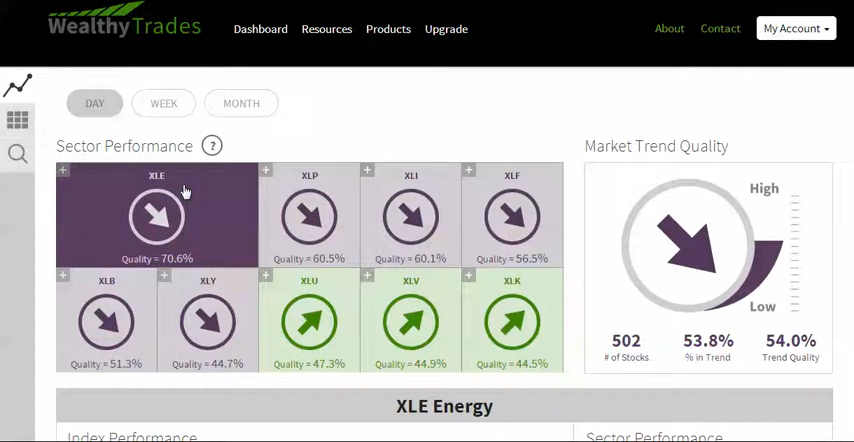 WealthyTrades
Dashboard Resources Products Upgrade
About Contact My Account
DAY WEEK MONTH
Sector Performance ?
Market Trend Quality
XLE XLP XLI XLF
Quality = 70.6% Quality = 60.5% Quality = 60.1% Quality = 56.5%
XLB XLY XLU XLV XLK
Quality = 51.3% Quality = 44.7% Quality = 47.3% Quality = 44.9% Quality = 44.5%
High
Low
502 53.8% 54.0%
# of Stocks % in Trend Trend Quality
XLE Energy
Index Performance Sector Performance